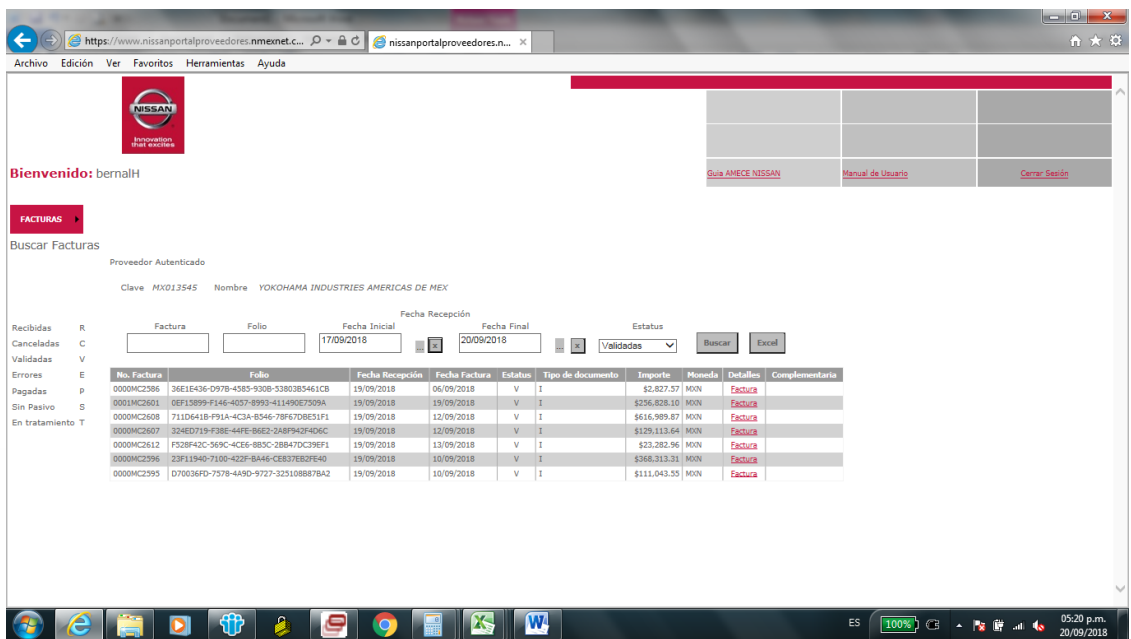 https://www.nissanportalproveedores.nmexnet.c...
nissanportalproveedores.n...
Archivo Edición Ver Favoritos Herramientas Ayuda
NISSAN
Innovation
that excites
Bienvenido: bernalH
Guia AMECE NISSAN Manual de Usuario Cerrar Sesión
FACTURAS
Buscar Facturas
Proveedor Autenticado
Clave MX013545 Nombre YOKOHAMA INDUSTRIES AMERICAS DE MEX
Fecha Recepción
Factura Folio Fecha Inicial Fecha Final Estatus
17/09/2018 ... x 20/09/2018 ... x Validadas Buscar Excel
Recibidas R
Canceladas C
Validadas V
Errores E
Pagadas P
Sin Pasivo S
En tratamiento T
No. Factura Folio Fecha Recepción Fecha Factura Estatus Tipo de documento Importe Moneda Detalles Complementaria
0000MC2586 36E1E436-D97B-4585-930B-53803B5461CB 19/09/2018 06/09/2018 V I $2,827.57 MXN Factura
0001MC2601 0EF15899-F146-4057-8993-411490E7509A 19/09/2018 12/09/2018 V I $256,828.10 MXN Factura
0000MC2608 711D641B-F91A-4C3A-B546-78F67DBE51F1 19/09/2018 12/09/2018 V I $616,989.87 MXN Factura
0000MC2607 324ED719-F38E-44FE-B6E2-2A8F942F4D6C 19/09/2018 12/09/2018 V I $129,113.64 MXN Factura
0000MC2612 F528F42C-569C-4CE6-8B5C-2BB47DC39EF1 19/09/2018 13/09/2018 V I $23,282.96 MXN Factura
0000MC2596 23F11940-7100-422F-BA46-CEB37EB2FE40 19/09/2018 10/09/2018 V I $368,313.31 MXN Factura
0000MC2595 D70036FD-7578-4A9D-9727-325108B87BA2 19/09/2018 10/09/2018 V I $111,043.55 MXN Factura
ES 100% 05:20 p.m.
20/09/2018